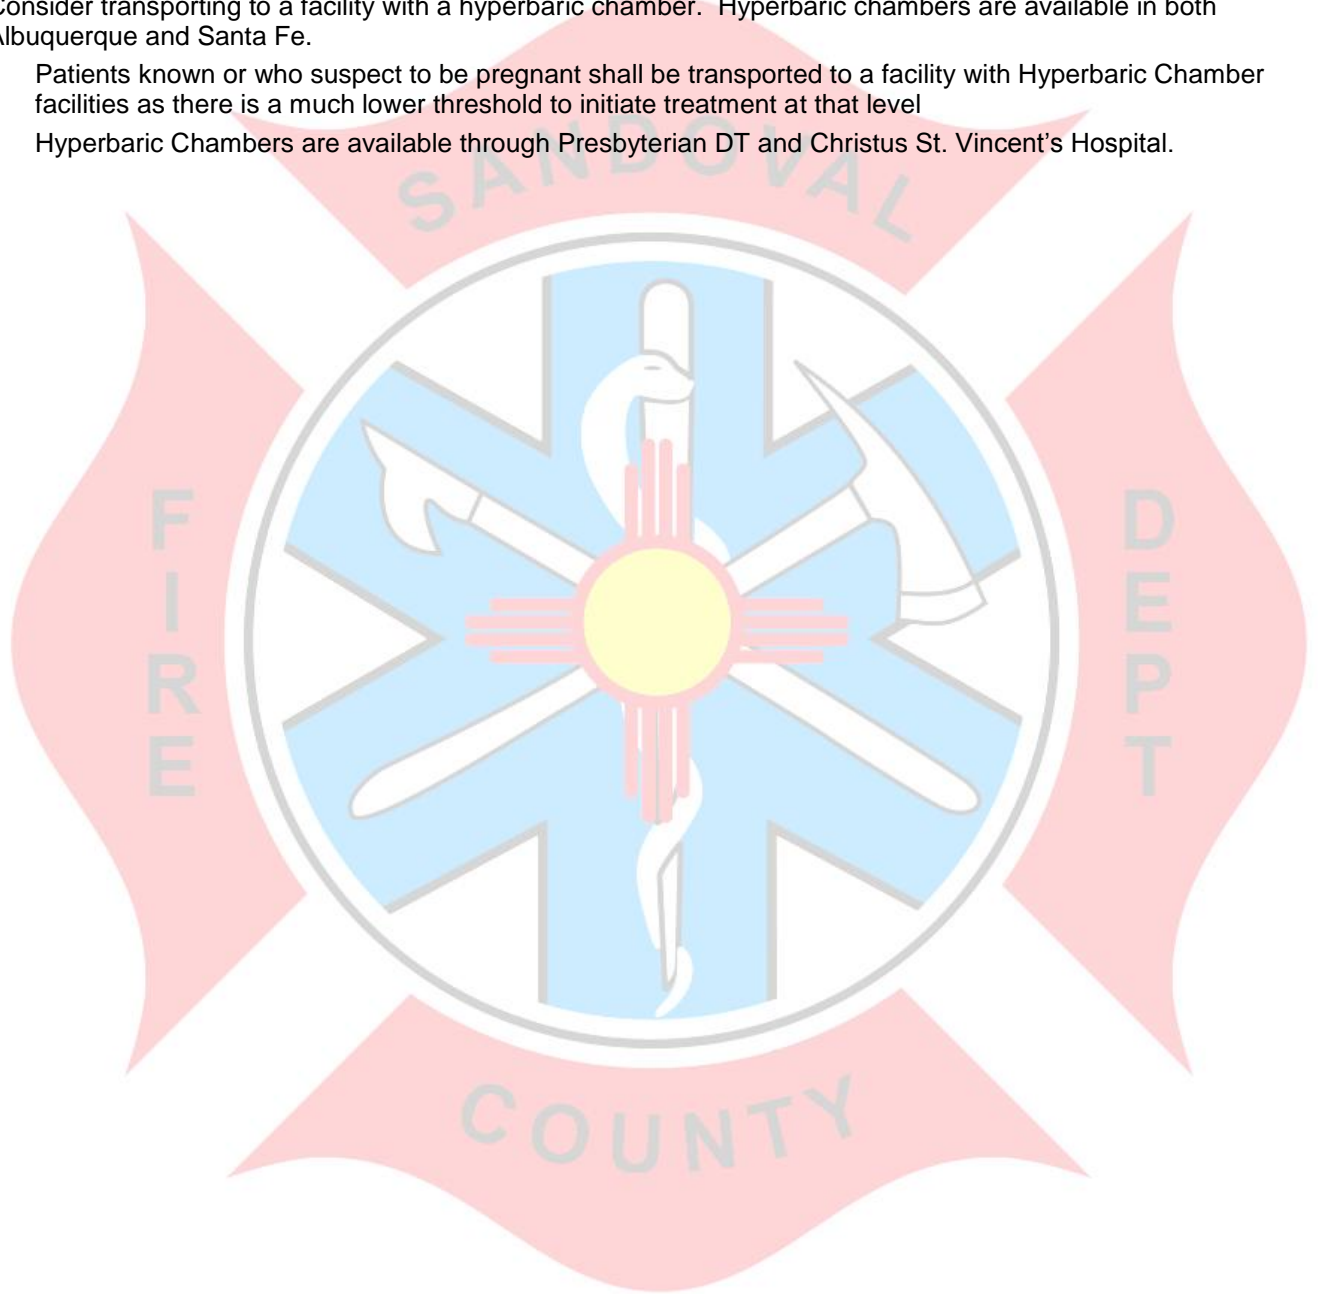 Consider transporting to a facility with a hyperbaric chamber.  Hyperbaric chambers are available in both
Albuquerque and Santa Fe.
Patients known or who suspect to be pregnant shall be transported to a facility with Hyperbaric Chamber
facilities as there is a much lower threshold to initiate treatment at that level
Hyperbaric Chambers are available through Presbyterian DT and Christus St. Vincent’s Hospital.
SANDOVAL
FIRE
DEPT
COUNTY